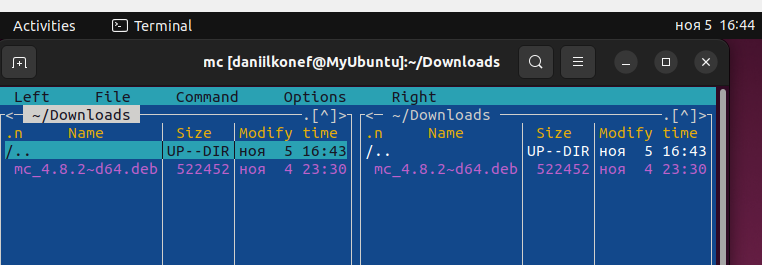 Activities Terminal ноя 5 16:44
mc [daniilkonef@MyUbuntu]:~/Downloads
Left File Command Options Right
<— ~/Downloads .[^]> <— ~/Downloads .[^]>
.n Name Size Modify time .n Name Size Modify time
/.. UP--DIR ноя 5 16:43 /.. UP--DIR ноя 5 16:43
mc_4.8.2~d64.deb 522452 ноя 4 23:30 mc_4.8.2~d64.deb 522452 ноя 4 23:30